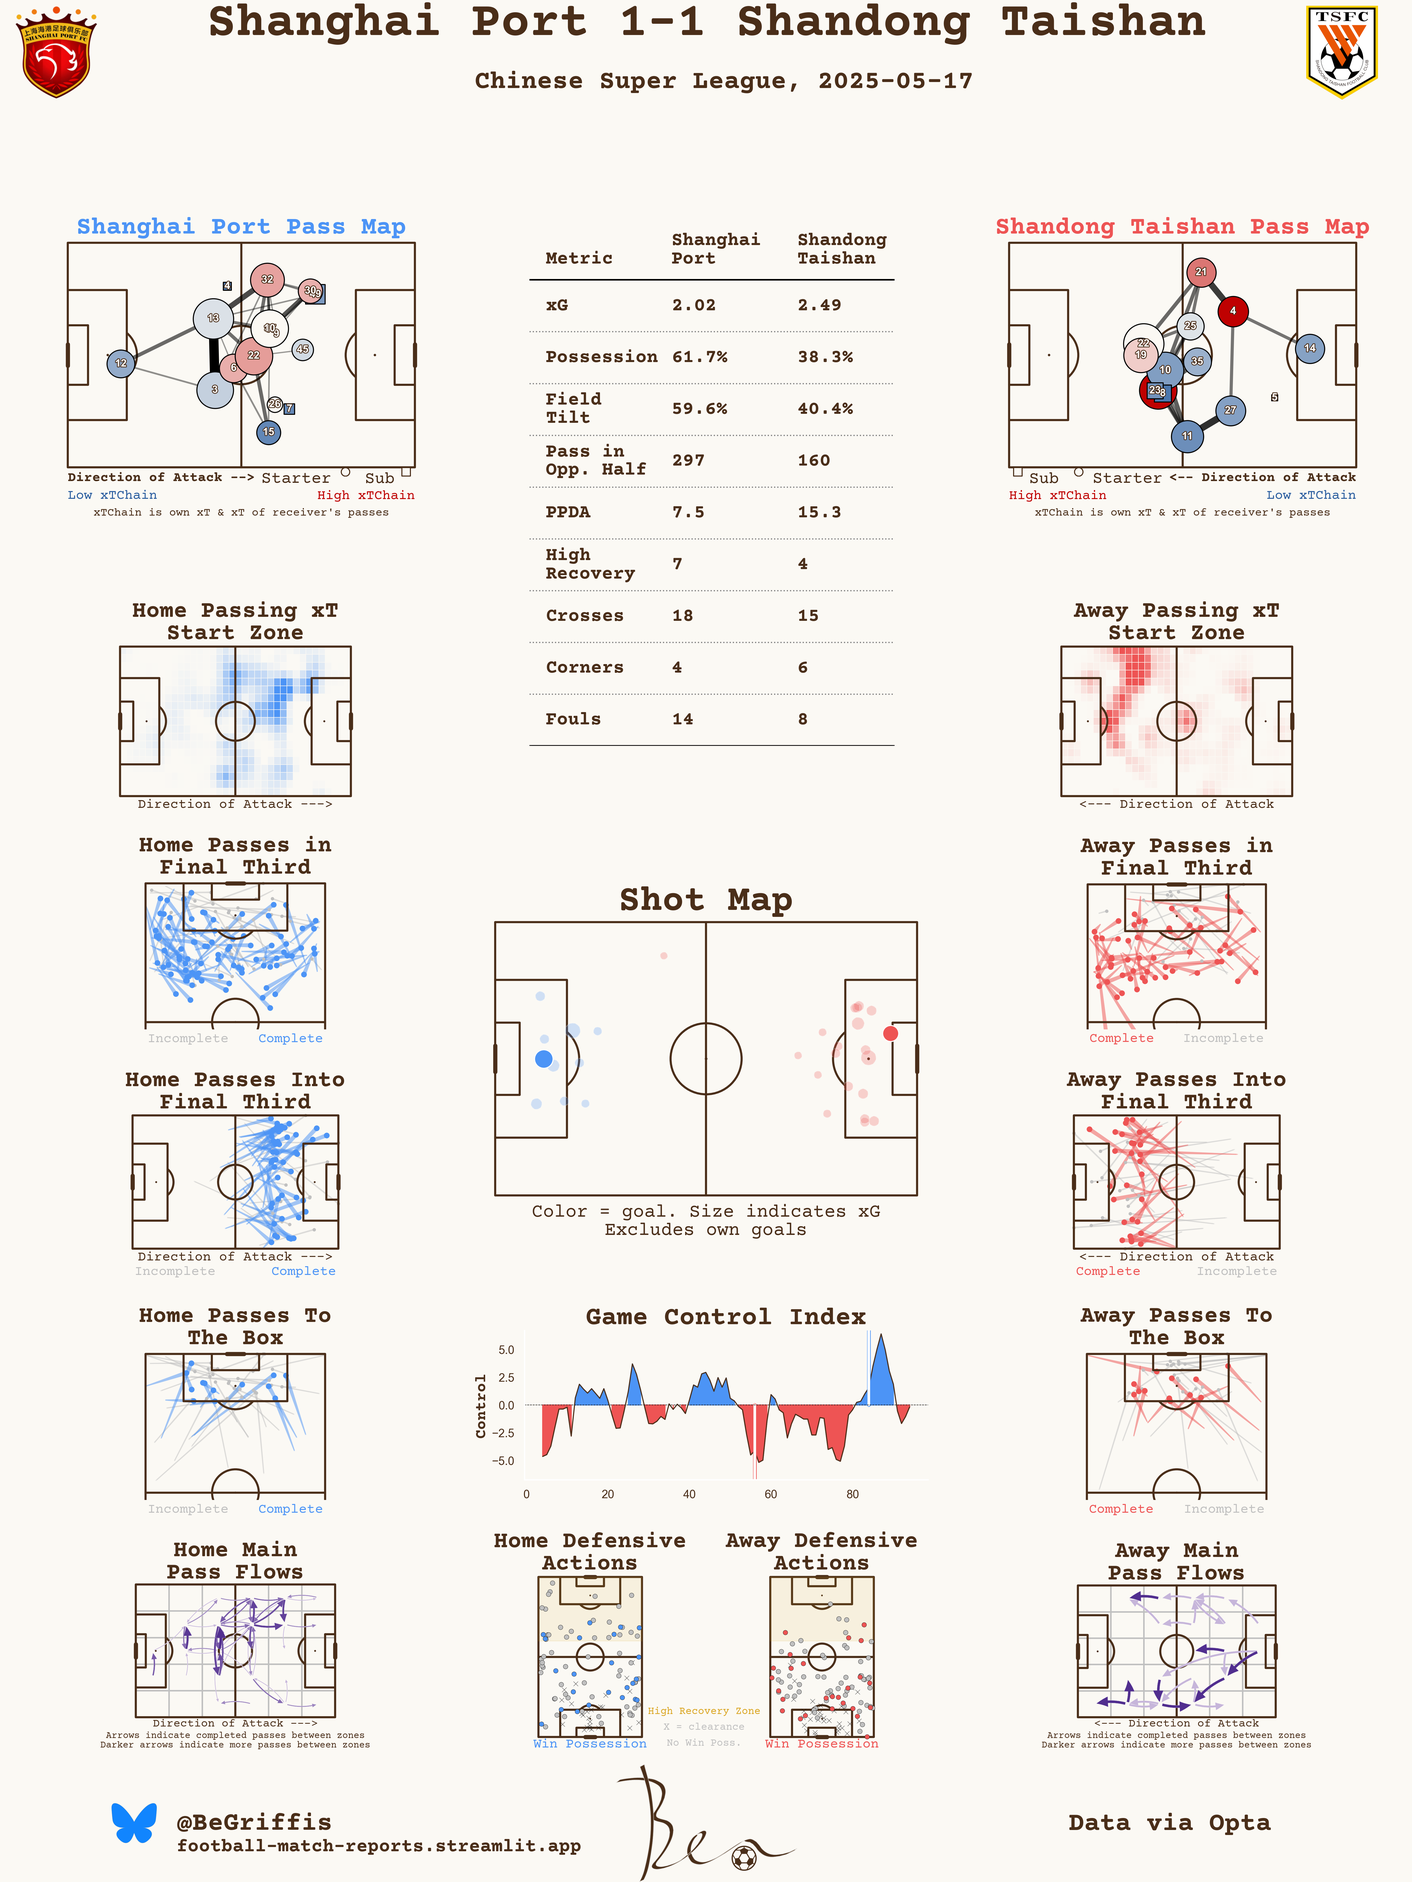 Shanghai Port 1-1 Shandong Taishan
Chinese Super League, 2025-05-17
上海海港足球俱乐部
SHANGHAI PORT FC
TSFC
Shanghai Port Pass Map
4
32
30
13
10
9
22
6
45
12
3
26
7
15
Direction of Attack --> Starter Sub
Low xTChain High xTChain
xTChain is own xT & xT of receiver's passes
Metric Shanghai Port Shandong Taishan
xG 2.02 2.49
Possession 61.7% 38.3%
Field Tilt 59.6% 40.4%
Pass in Opp. Half 297 160
PPDA 7.5 15.3
High Recovery 7 4
Crosses 18 15
Corners 4 6
Fouls 14 8
Shandong Taishan Pass Map
21
4
25
22
19
14
35
10
23
8
5
27
11
Sub Starter <-- Direction of Attack
High xTChain Low xTChain
xTChain is own xT & xT of receiver's passes
Home Passing xT
Start Zone
Direction of Attack --->
Away Passing xT
Start Zone
<--- Direction of Attack
Home Passes in
Final Third
Incomplete Complete
Away Passes in
Final Third
Complete Incomplete
Shot Map
Color = goal. Size indicates xG
Excludes own goals
Home Passes Into
Final Third
Direction of Attack --->
Incomplete Complete
Away Passes Into
Final Third
<--- Direction of Attack
Complete Incomplete
Home Passes To
The Box
Incomplete Complete
Game Control Index
Control
5.0
2.5
0.0
−2.5
−5.0
0 20 40 60 80
Away Passes To
The Box
Complete Incomplete
Home Main
Pass Flows
Direction of Attack --->
Arrows indicate completed passes between zones
Darker arrows indicate more passes between zones
Home Defensive
Actions
Win Possession
High Recovery Zone
X = clearance
No Win Poss.
Away Defensive
Actions
Win Possession
Away Main
Pass Flows
<--- Direction of Attack
Arrows indicate completed passes between zones
Darker arrows indicate more passes between zones
@BeGriffis
football-match-reports.streamlit.app
Ben
Data via Opta